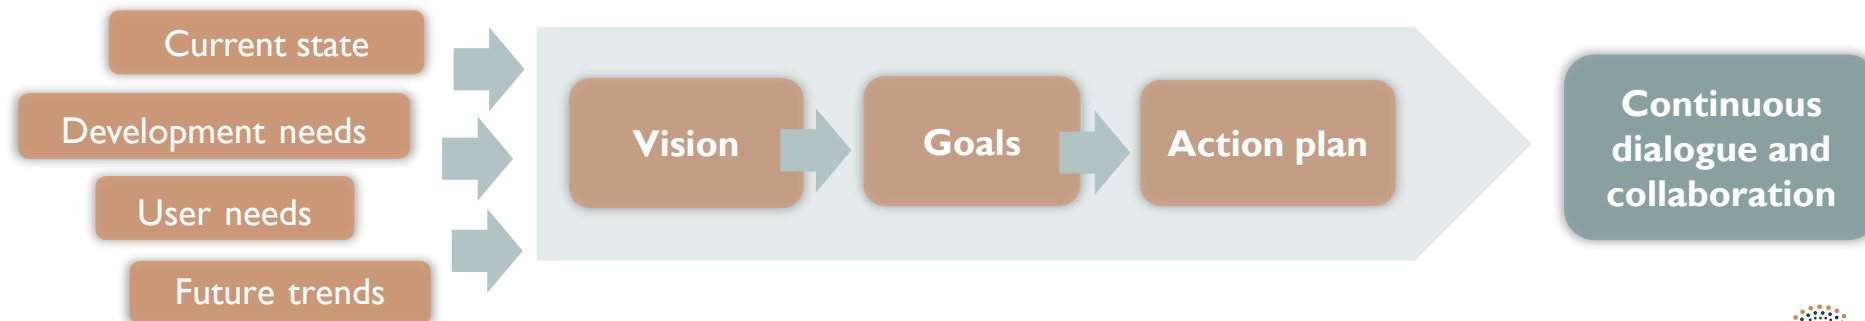 Current state
Development needs
User needs
Future trends
Vision
Goals
Action plan
Continuous
dialogue and
collaboration